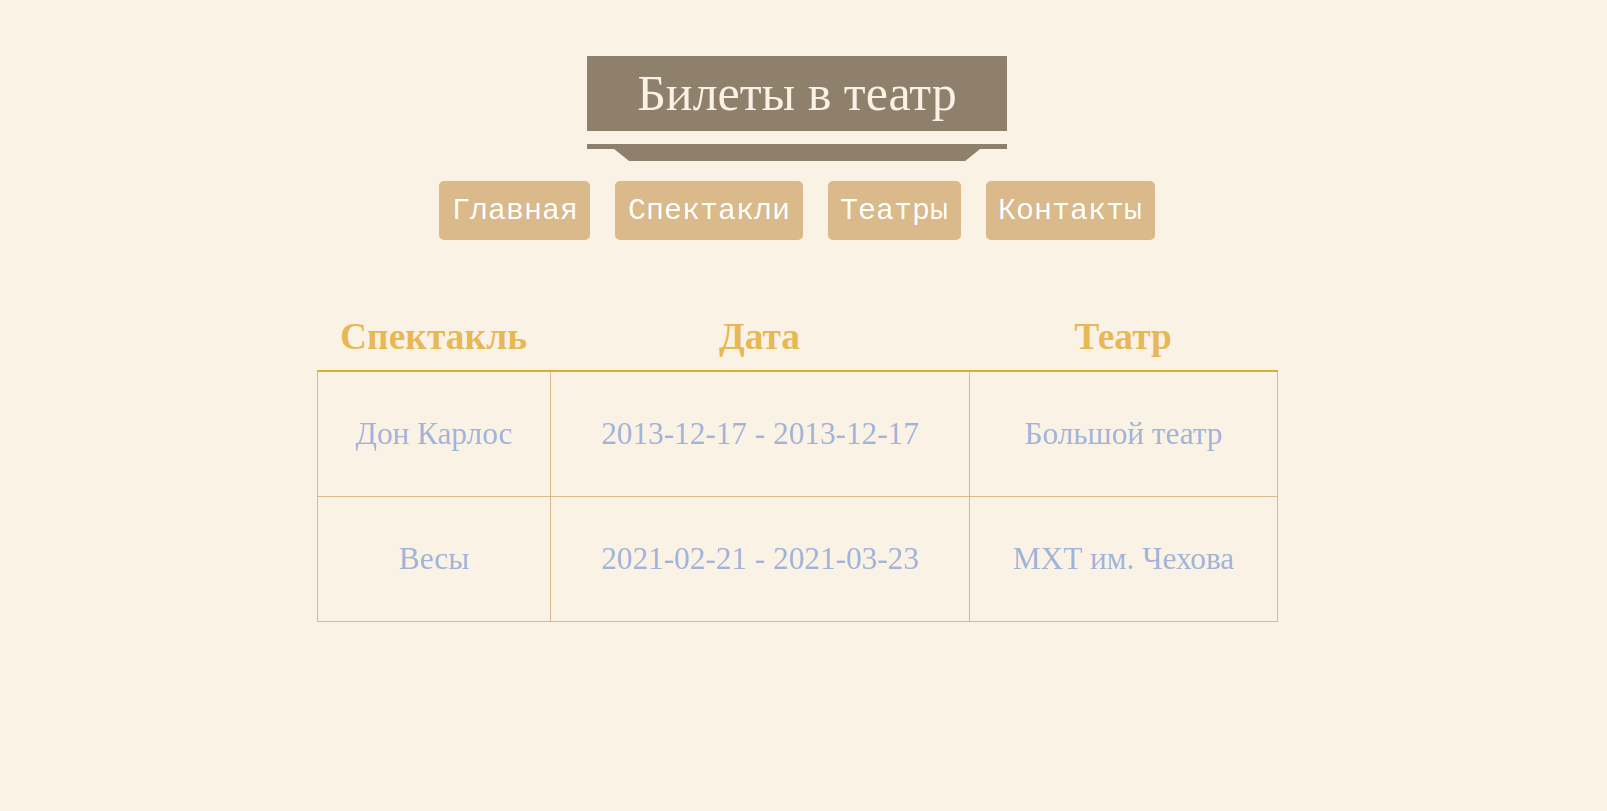 Билеты в театр
Главная Спектакли Театры Контакты
Спектакль Дата Театр
Дон Карлос 2013-12-17 - 2013-12-17 Большой театр
Весы 2021-02-21 - 2021-03-23 МХТ им. Чехова